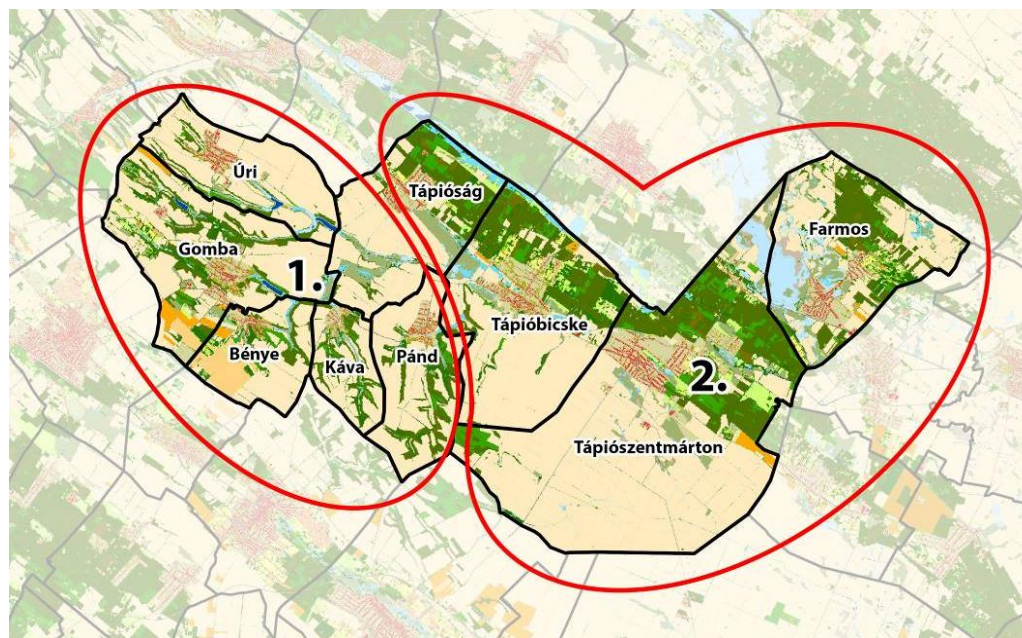 Úri
Tápióság
Farmos
Gomba
1.
Tápióbicske
Bénye
Káva
Pánd
2.
Tápiószentmárton